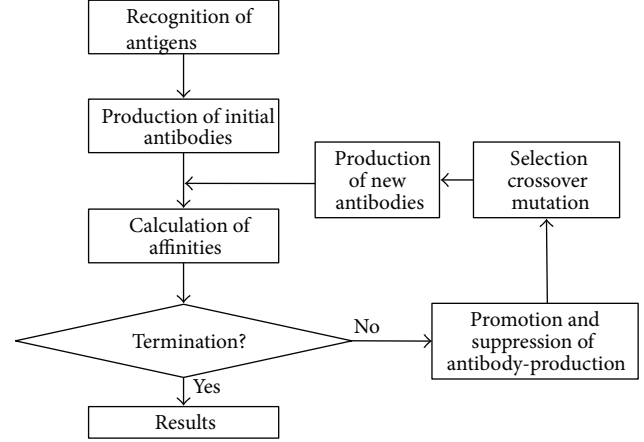 Recognition of
antigens
Production of initial
antibodies
Production
of new
antibodies
Selection
crossover
mutation
Calculation of
affinities
Termination?
No
Promotion and
suppression of
antibody-production
Yes
Results